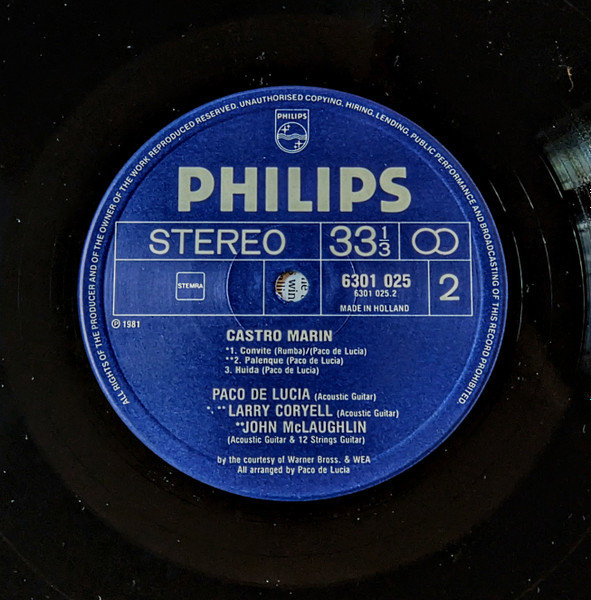 ALL RIGHTS OF THE PRODUCER AND OF THE OWNER OF THE WORK REPRODUCED RESERVED. UNAUTHORISED COPYING, HIRING, LENDING, PUBLIC PERFORMANCE AND BROADCASTING OF THIS RECORD PROHIBITED.
PHILIPS
PHILIPS
STEREO 33 1/3
STEMRA
win
6301 025
6301 025.2
MADE IN HOLLAND
2
℗ 1981
CASTRO MARIN
*1. Convite (Rumba)/(Paco de Lucia)
**2. Palenque (Paco de Lucia)
3. Huida (Paco de Lucia)
PACO DE LUCIA (Acoustic Guitar)
*, ** LARRY CORYELL (Acoustic Guitar)
**JOHN McLAUGHLIN
(Acoustic Guitar & 12 Strings Guitar)
by the courtesy of Warner Bross. & WEA
All arranged by Paco de Lucia